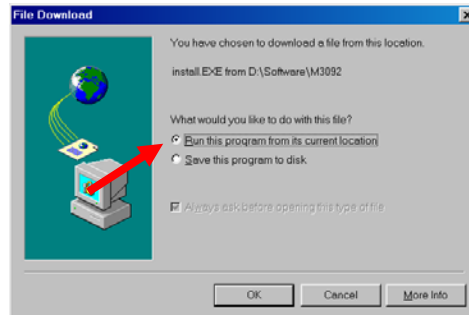 File Download
You have chosen to download a file from this location.
install.EXE from D:\Software\M3092
What would you like to do with this file?
Run this program from its current location
Save this program to disk
Always ask before opening this type of file
OK
Cancel
More Info